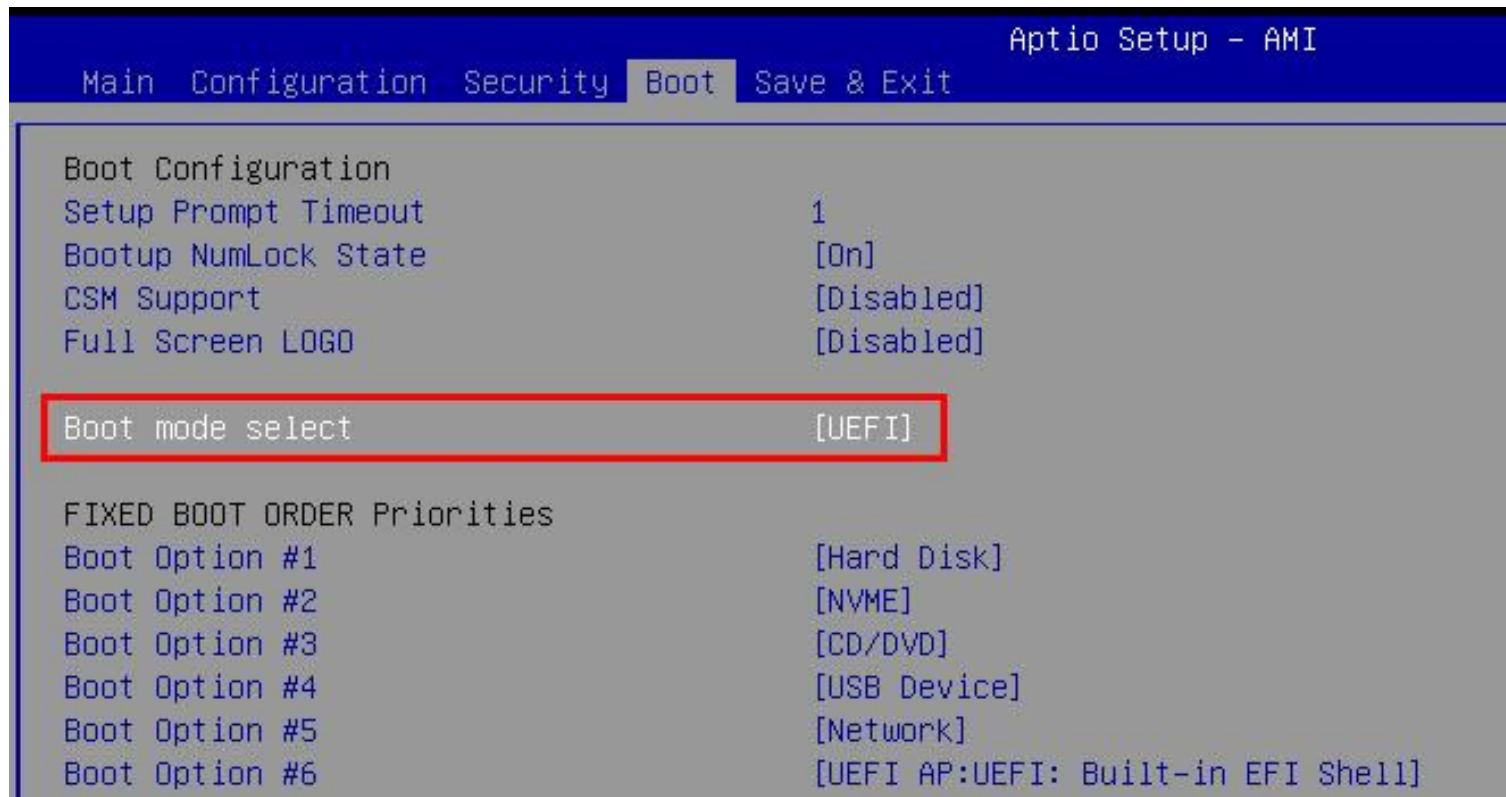 Aptio Setup - AMI
Main Configuration Security Boot Save & Exit
Boot Configuration
Setup Prompt Timeout 1
Bootup NumLock State [On]
CSM Support [Disabled]
Full Screen LOGO [Disabled]
Boot mode select [UEFI]
FIXED BOOT ORDER Priorities
Boot Option #1 [Hard Disk]
Boot Option #2 [NVME]
Boot Option #3 [CD/DVD]
Boot Option #4 [USB Device]
Boot Option #5 [Network]
Boot Option #6 [UEFI AP:UEFI: Built-in EFI Shell]